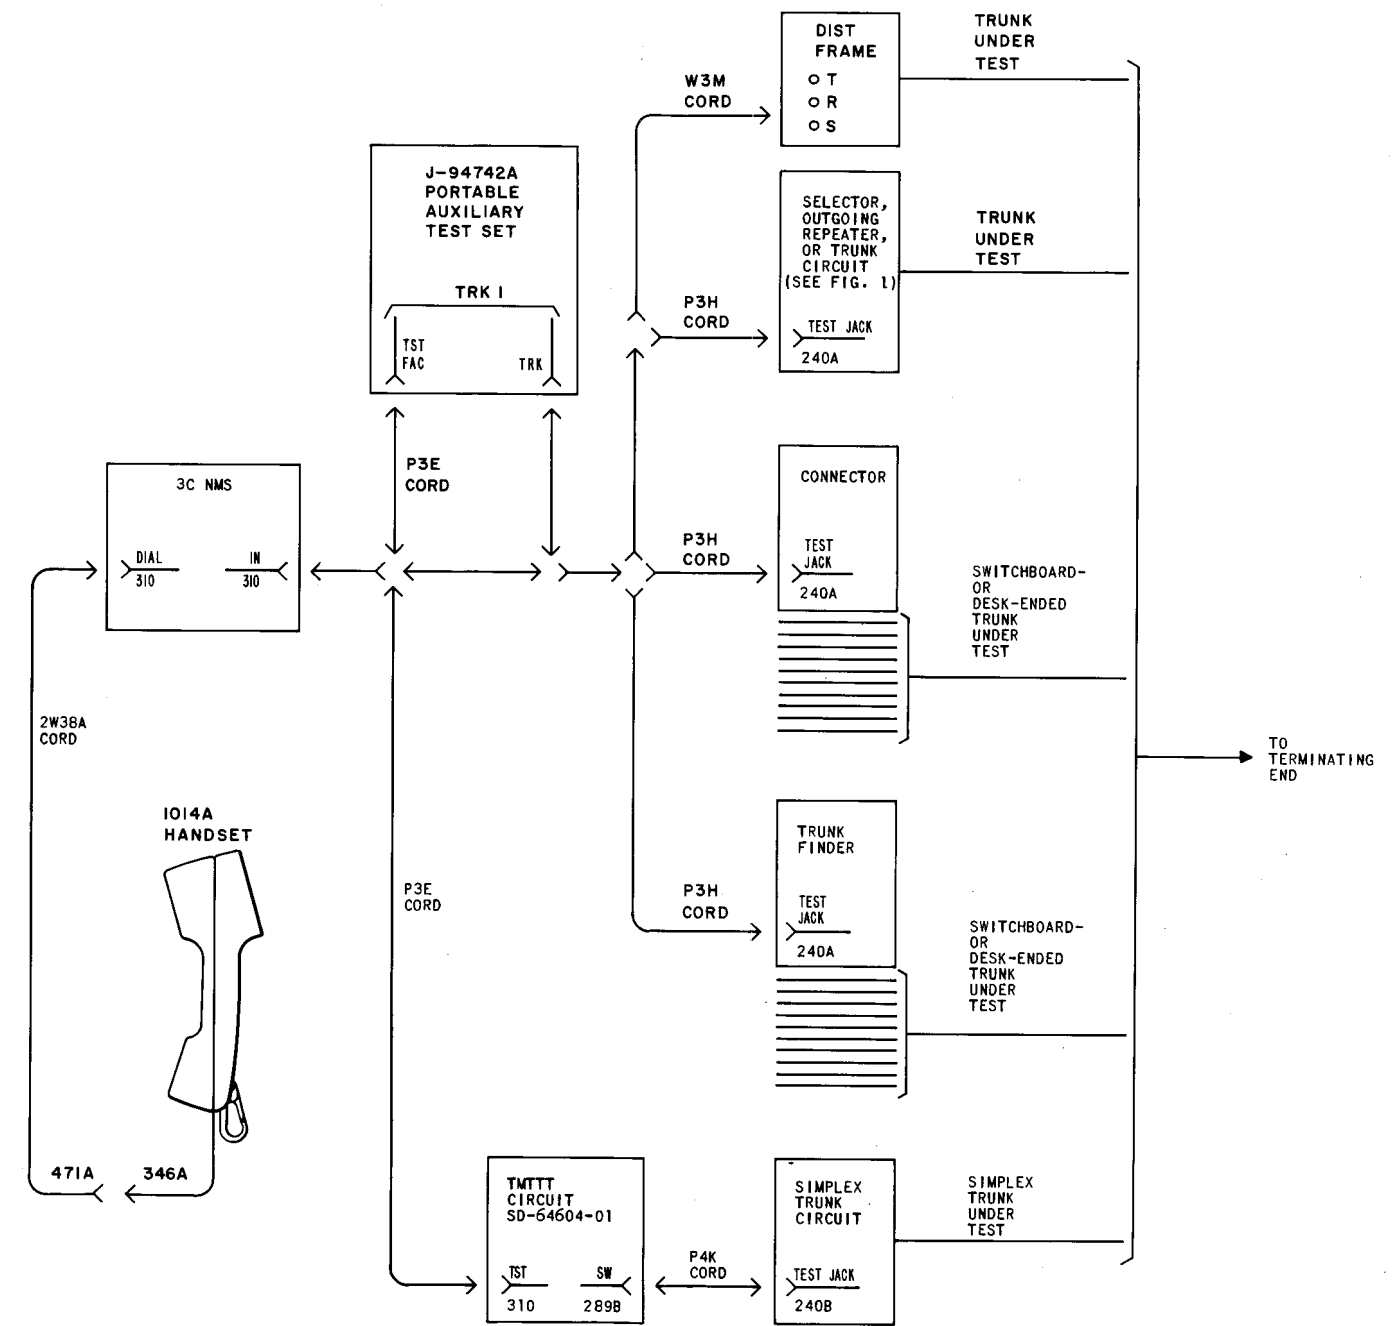 DIST
FRAME
T
R
S
TRUNK
UNDER
TEST
W3M
CORD
J-94742A
PORTABLE
AUXILIARY
TEST SET
TRK 1
TST
FAC
TRK
SELECTOR,
OUTGOING
REPEATER,
OR TRUNK
CIRCUIT
(SEE FIG. 1)
TEST JACK
240A
TRUNK
UNDER
TEST
P3H
CORD
P3E
CORD
3C NMS
DIAL
310
IN
310
P3H
CORD
CONNECTOR
TEST
JACK
240A
SWITCHBOARD-
OR
DESK-ENDED
TRUNK
UNDER
TEST
2W38A
CORD
TO
TERMINATING
END
1014A
HANDSET
P3E
CORD
P3H
CORD
TRUNK
FINDER
TEST
JACK
240A
SWITCHBOARD-
OR
DESK-ENDED
TRUNK
UNDER
TEST
471A
346A
TMTTT
CIRCUIT
SD-64604-01
TST
310
SW
289B
P4K
CORD
SIMPLEX
TRUNK
CIRCUIT
TEST JACK
240B
SIMPLEX
TRUNK
UNDER
TEST